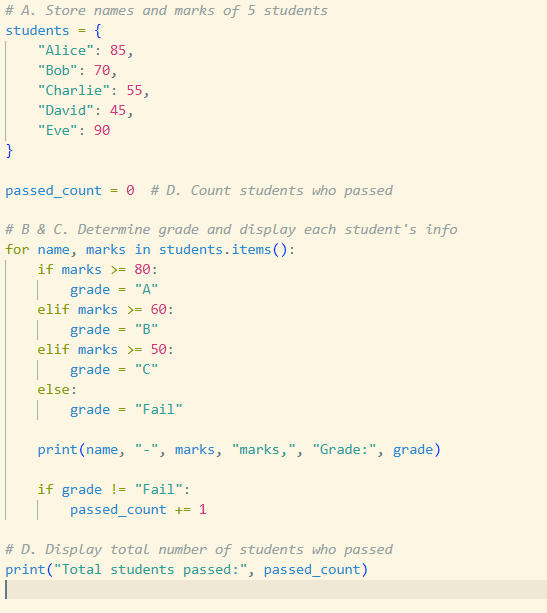 # A. Store names and marks of 5 students
students = {
    "Alice": 85,
    "Bob": 70,
    "Charlie": 55,
    "David": 45,
    "Eve": 90
}

passed_count = 0  # D. Count students who passed

# B & C. Determine grade and display each student's info
for name, marks in students.items():
    if marks >= 80:
        grade = "A"
    elif marks >= 60:
        grade = "B"
    elif marks >= 50:
        grade = "C"
    else:
        grade = "Fail"

    print(name, "-", marks, "marks,", "Grade:", grade)

    if grade != "Fail":
        passed_count += 1

# D. Display total number of students who passed
print("Total students passed:", passed_count)